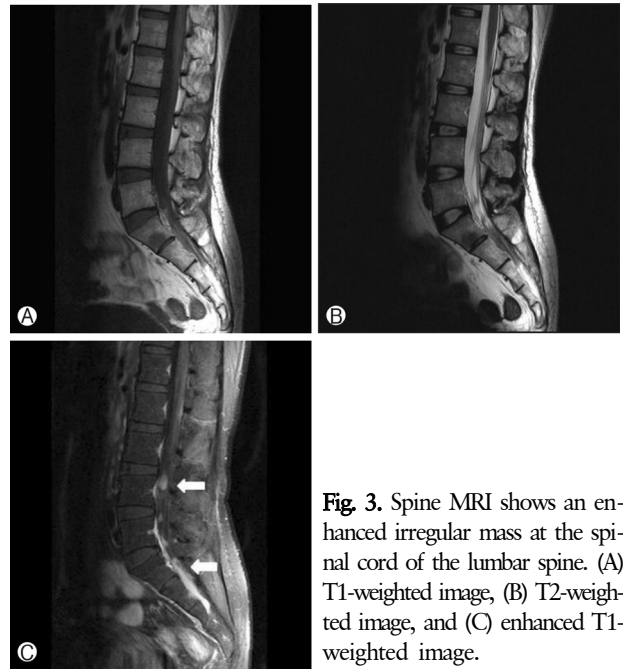 A
B
C
Fig. 3. Spine MRI shows an en-
hanced irregular mass at the spi-
nal cord of the lumbar spine. (A)
T1-weighted image, (B) T2-weigh-
ted image, and (C) enhanced T1-
weighted image.